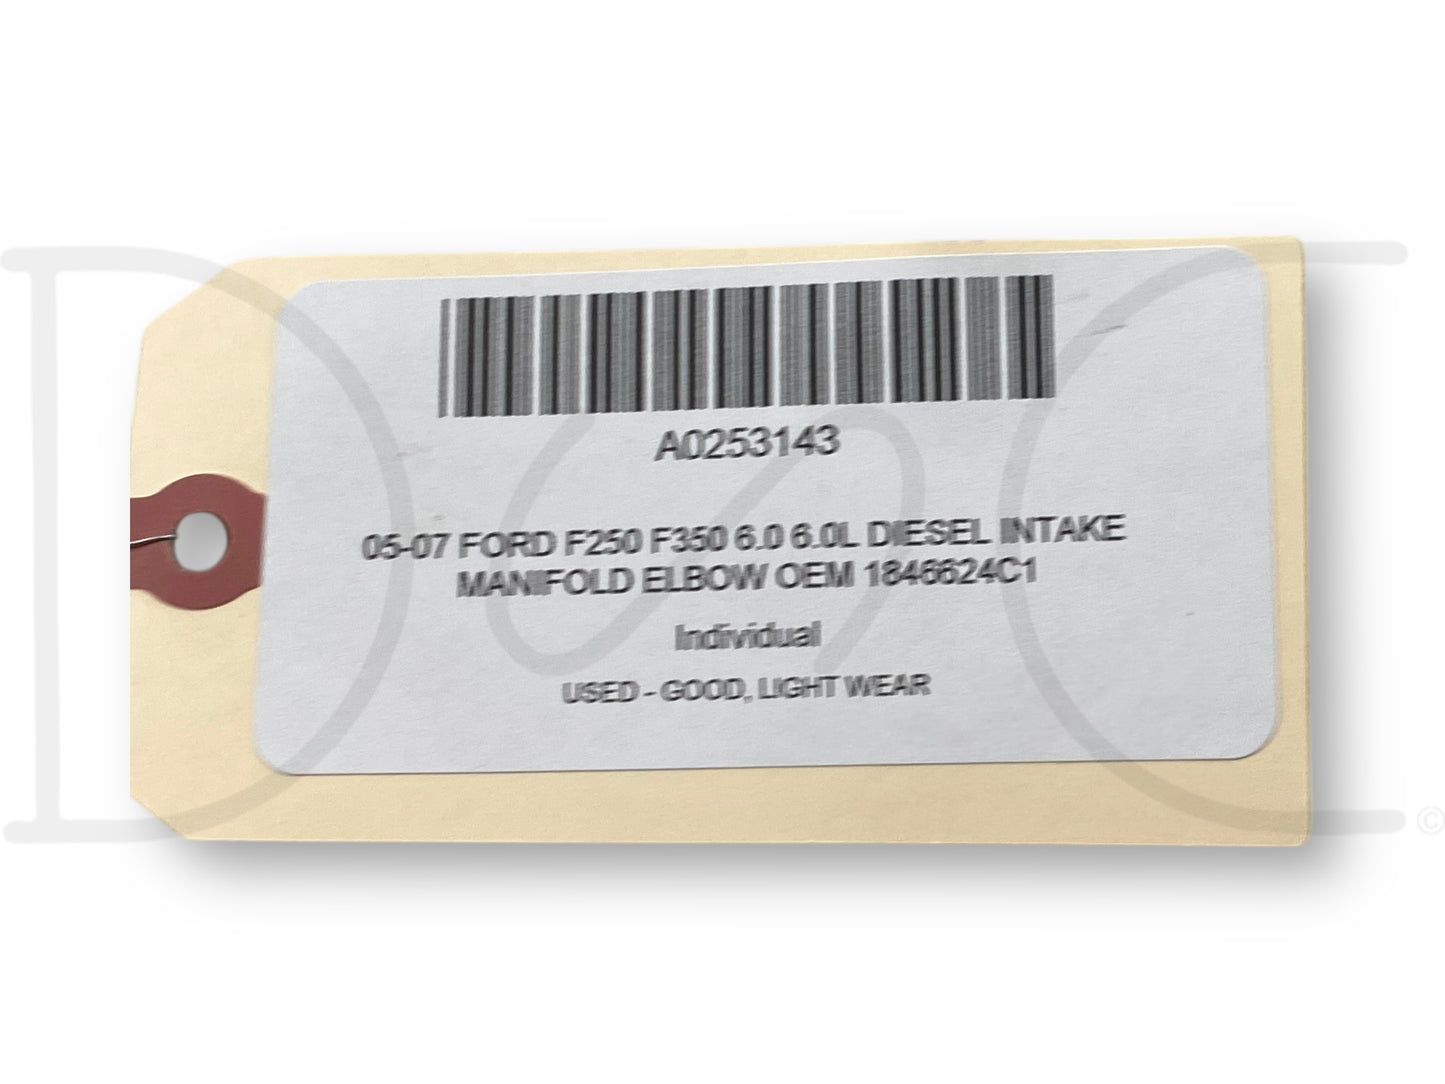 A0253143
05-07 FORD F250 F350 6.0 6.0L DIESEL INTAKE
MANIFOLD ELBOW OEM 1846624C1
Individual
USED - GOOD, LIGHT WEAR
©